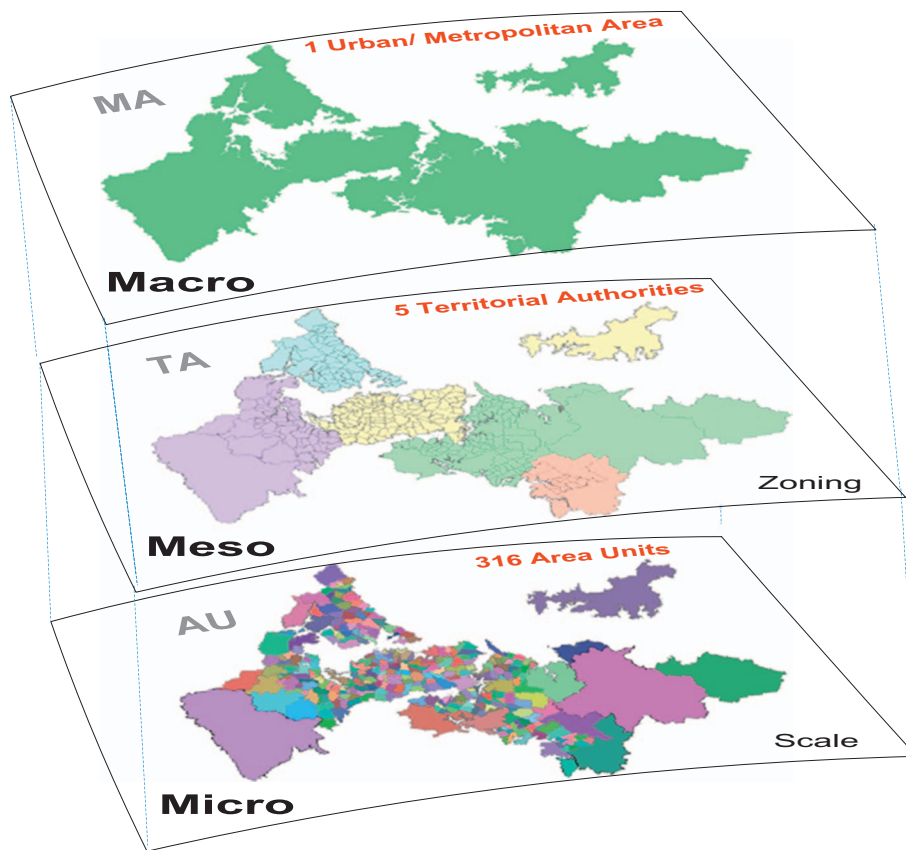 1 Urban/ Metropolitan Area
MA
Macro
5 Territorial Authorities
TA
Zoning
Meso
316 Area Units
AU
Scale
Micro